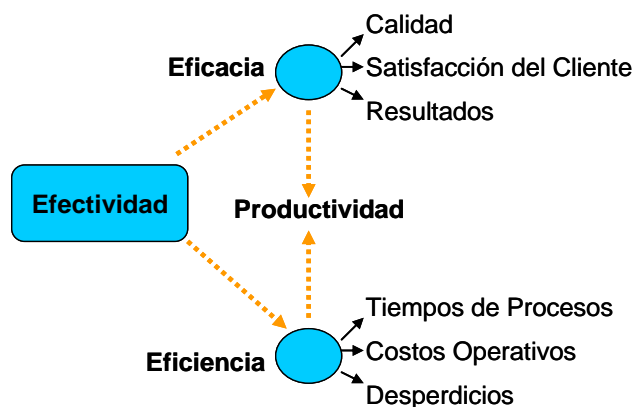 Calidad
Eficacia
Satisfacción del Cliente
Resultados
Efectividad
Productividad
Tiempos de Procesos
Eficiencia
Costos Operativos
Desperdicios